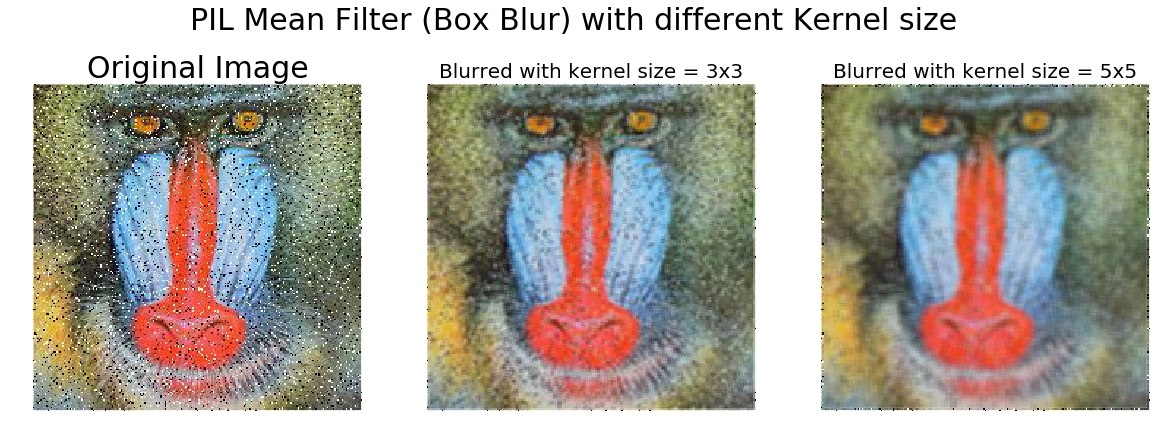 PIL Mean Filter (Box Blur) with different Kernel size
Original Image
Blurred with kernel size = 3x3
Blurred with kernel size = 5x5